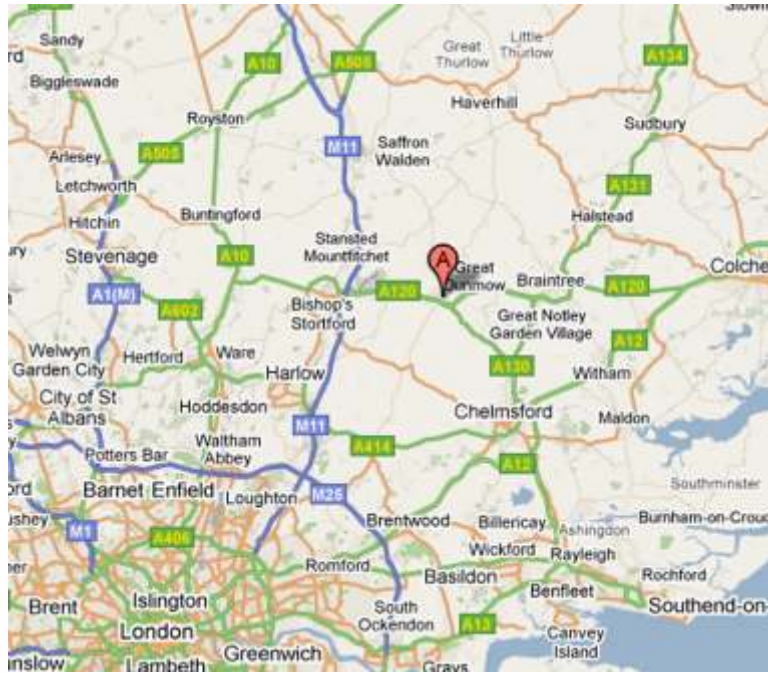 Sandy
Biggleswade
A10
A505
Great
Thurlow
Little
Thurlow
A134
Haverhill
Royston
Sudbury
M11
Saffron
Walden
Arlesey
A505
Letchworth
A131
Hitchin
Buntingford
Halstead
Stevenage
Stansted
Mountfitchet
A10
A
Great
Dunmow
Braintree
Colche
A1(M)
A602
Bishop's
Stortford
A120
A120
Great Notley
Garden Village
A12
Welwyn
Garden City
Hertford
Ware
Harlow
A130
Witham
City of St
Albans
Hoddesdon
Chelmsford
Maldon
M11
Waltham
Abbey
A414
Potters Bar
A12
Barnet
Enfield
Loughton
M25
Southminster
M1
A406
Brentwood
Billericay
Ashingdon
Burnham-on-Crouc
Romford
Wickford
Rayleigh
Basildon
Rochford
Brent
Islington
South
Ockendon
Benfleet
Southend-on-
London
A13
Canvey
Island
nslow
Lambeth
Greenwich
Grays